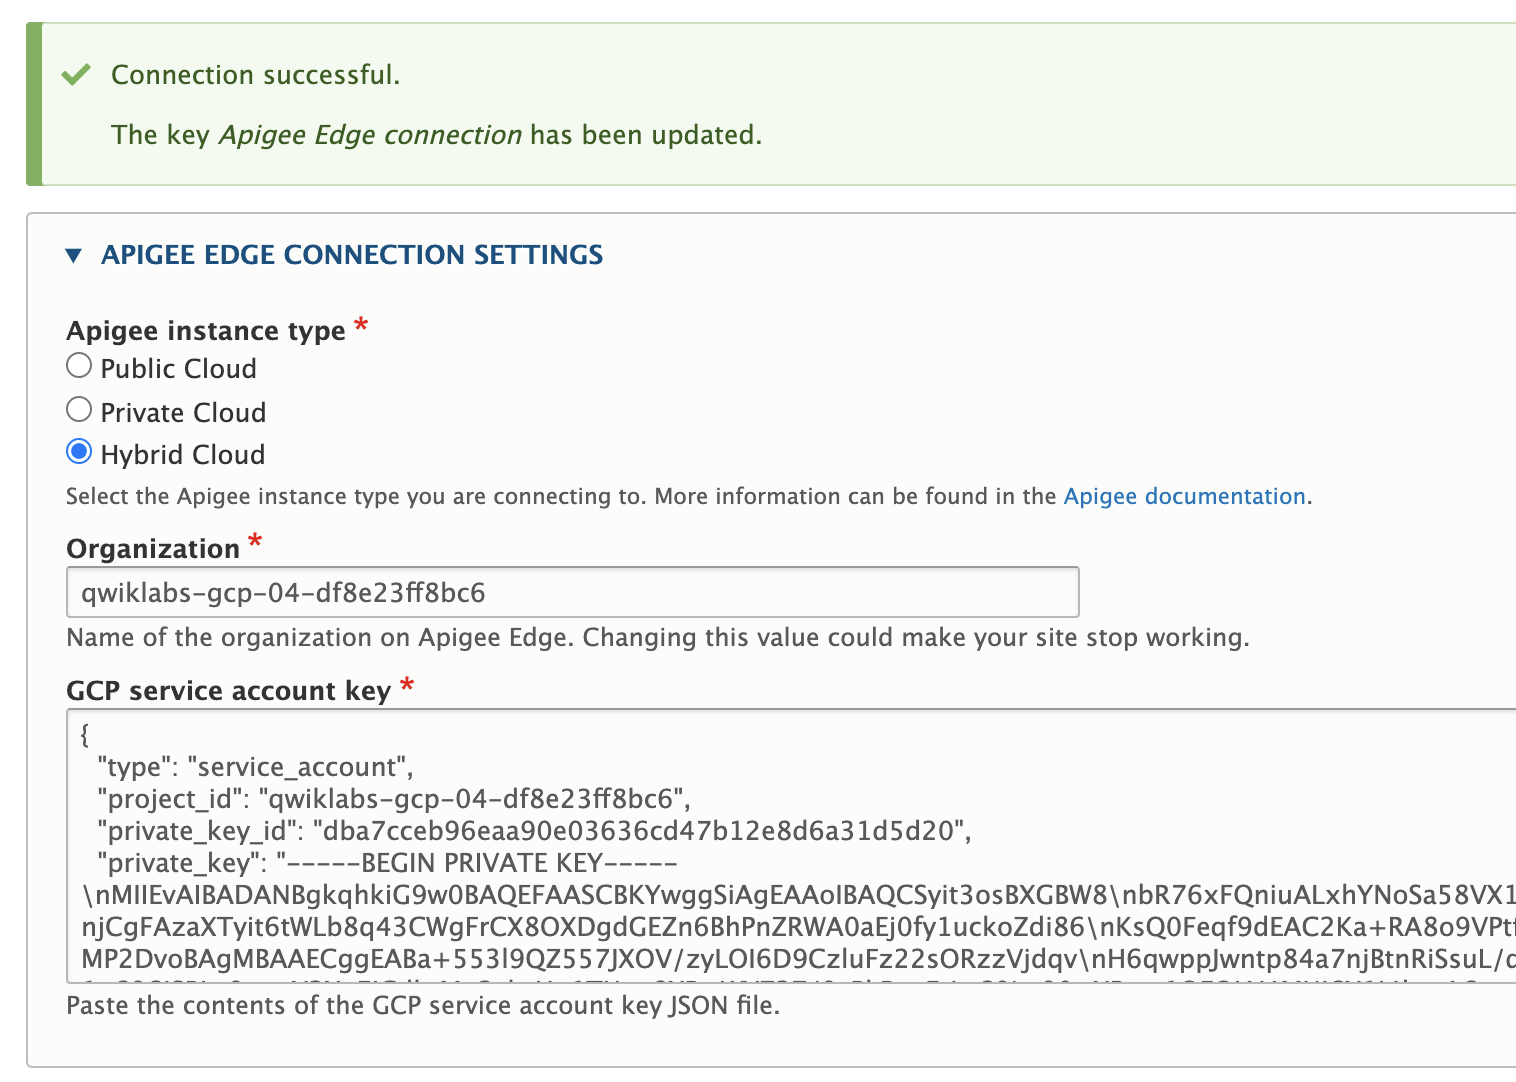 Connection successful.
The key Apigee Edge connection has been updated.
APIGEE EDGE CONNECTION SETTINGS
Apigee instance type *
Public Cloud
Private Cloud
Hybrid Cloud
Select the Apigee instance type you are connecting to. More information can be found in the Apigee documentation.
Organization *
qwiklabs-gcp-04-df8e23ff8bc6
Name of the organization on Apigee Edge. Changing this value could make your site stop working.
GCP service account key *
{
"type": "service_account",
"project_id": "qwiklabs-gcp-04-df8e23ff8bc6",
"private_key_id": "dba7cceb96eaa90e03636cd47b12e8d6a31d5d20",
"private_key": "-----BEGIN PRIVATE KEY-----
\nMIIEvAIBADANBgkqhkiG9w0BAQEFAASCBKYwggSiAgEAAoIBAQCSyit3osBXGBW8\nbR76xFQniuALxhYNoSa58VX1
njCgFAzaXTyit6tWLb8q43CWgFrCX8OXDgdGEZn6BhPnZRWA0aEj0fy1uckoZdi86\nKsQ0Feqf9dEAC2Ka+RA8o9VPtf
MP2DvoBAgMBAAECggEABa+553l9QZ557JXOV/zyLOI6D9CzluFz22sORzzVjdqv\nH6qwppJwntp84a7njBtnRiSsuL/c
Paste the contents of the GCP service account key JSON file.